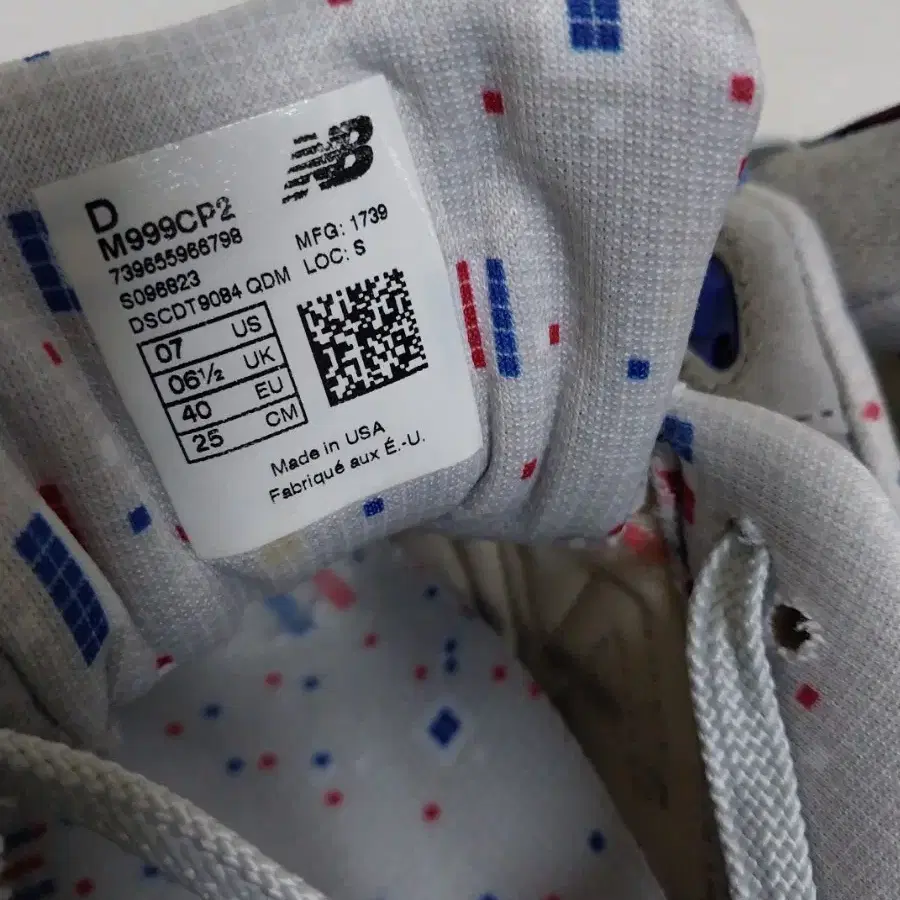 NB
D
M999CP2
739655966798
S096823
DSCDT9084 QDM
MFG: 1739
LOC: S
07 US
06½ UK
40 EU
25 CM
Made in USA
Fabriqué aux É.-U.